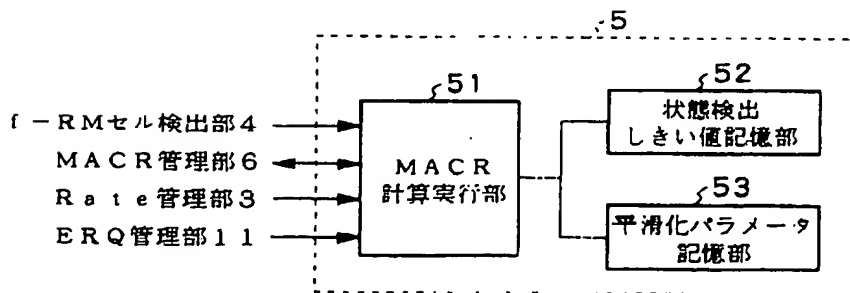 5
51
52
53
f－RMセル検出部4
MACR管理部6
Rate管理部3
ERQ管理部11
MACR
計算実行部
状態検出
しきい値記憶部
平滑化パラメータ
記憶部